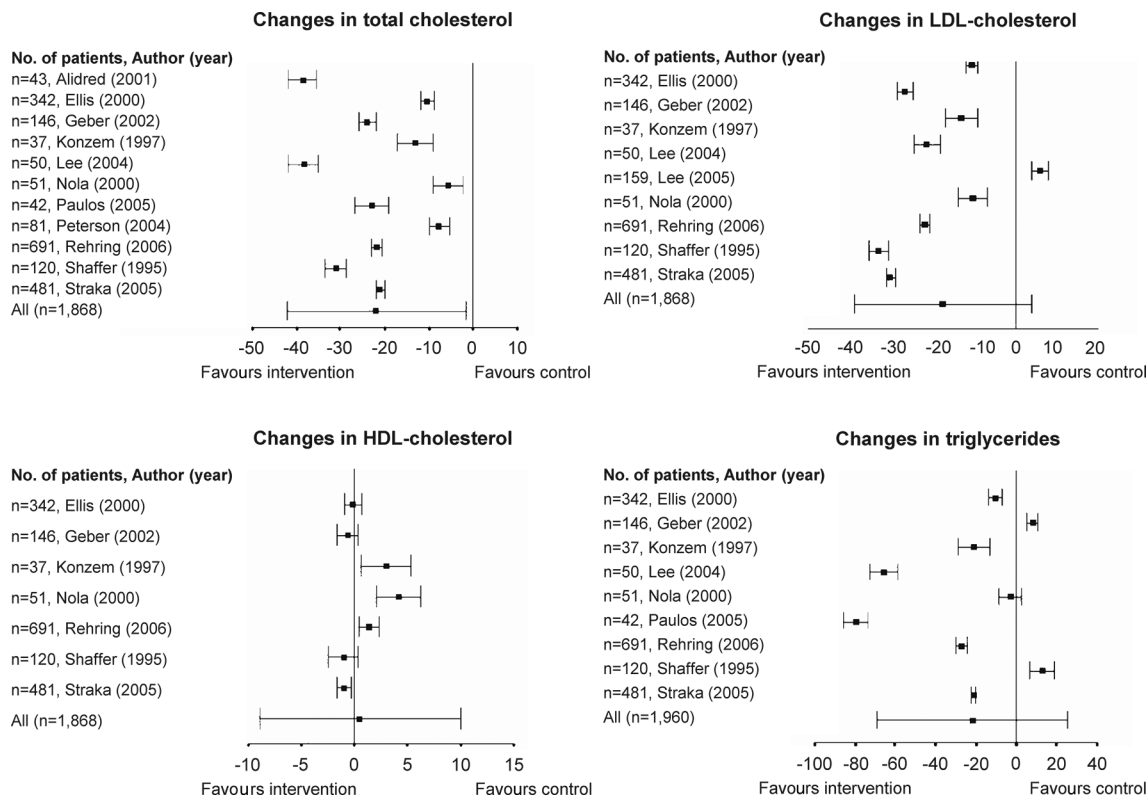 Changes in total cholesterol
No. of patients, Author (year)
n=43, Alidred (2001)
n=342, Ellis (2000)
n=146, Geber (2002)
n=37, Konzem (1997)
n=50, Lee (2004)
n=51, Nola (2000)
n=42, Paulos (2005)
n=81, Peterson (2004)
n=691, Rehring (2006)
n=120, Shaffer (1995)
n=481, Straka (2005)
All (n=1,868)
-50 -40 -30 -20 -10 0 10
Favours intervention Favours control
Changes in LDL-cholesterol
No. of patients, Author (year)
n=342, Ellis (2000)
n=146, Geber (2002)
n=37, Konzem (1997)
n=50, Lee (2004)
n=159, Lee (2005)
n=51, Nola (2000)
n=691, Rehring (2006)
n=120, Shaffer (1995)
n=481, Straka (2005)
All (n=1,868)
-50 -40 -30 -20 -10 0 10 20
Favours intervention Favours control
Changes in HDL-cholesterol
No. of patients, Author (year)
n=342, Ellis (2000)
n=146, Geber (2002)
n=37, Konzem (1997)
n=51, Nola (2000)
n=691, Rehring (2006)
n=120, Shaffer (1995)
n=481, Straka (2005)
All (n=1,868)
-10 -5 0 5 10 15
Favours intervention Favours control
Changes in triglycerides
No. of patients, Author (year)
n=342, Ellis (2000)
n=146, Geber (2002)
n=37, Konzem (1997)
n=50, Lee (2004)
n=51, Nola (2000)
n=42, Paulos (2005)
n=691, Rehring (2006)
n=120, Shaffer (1995)
n=481, Straka (2005)
All (n=1,960)
-100 -80 -60 -40 -20 0 20 40
Favours intervention Favours control